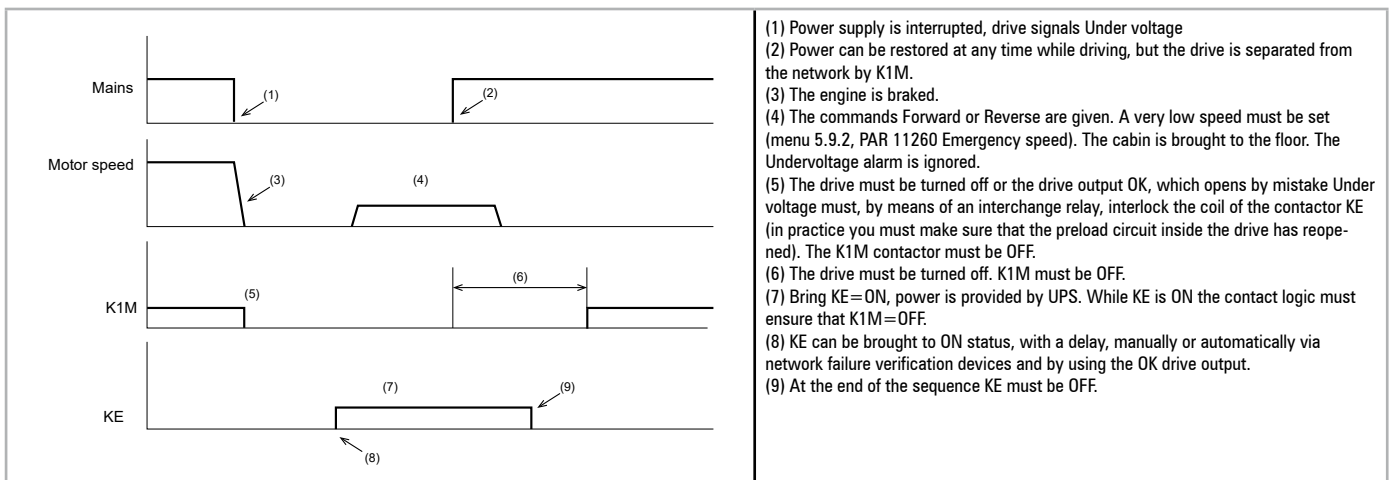 Mains
(1)
(2)
Motor speed
(3)
(4)
K1M
(5)
(6)
KE
(7)
(8)
(9)
(1) Power supply is interrupted, drive signals Under voltage
(2) Power can be restored at any time while driving, but the drive is separated from
the network by K1M.
(3) The engine is braked.
(4) The commands Forward or Reverse are given. A very low speed must be set
(menu 5.9.2, PAR 11260 Emergency speed). The cabin is brought to the floor. The
Undervoltage alarm is ignored.
(5) The drive must be turned off or the drive output OK, which opens by mistake Under
voltage must, by means of an interchange relay, interlock the coil of the contactor KE
(in practice you must make sure that the preload circuit inside the drive has reope-
ned). The K1M contactor must be OFF.
(6) The drive must be turned off. K1M must be OFF.
(7) Bring KE=ON, power is provided by UPS. While KE is ON the contact logic must
ensure that K1M=OFF.
(8) KE can be brought to ON status, with a delay, manually or automatically via
network failure verification devices and by using the OK drive output.
(9) At the end of the sequence KE must be OFF.